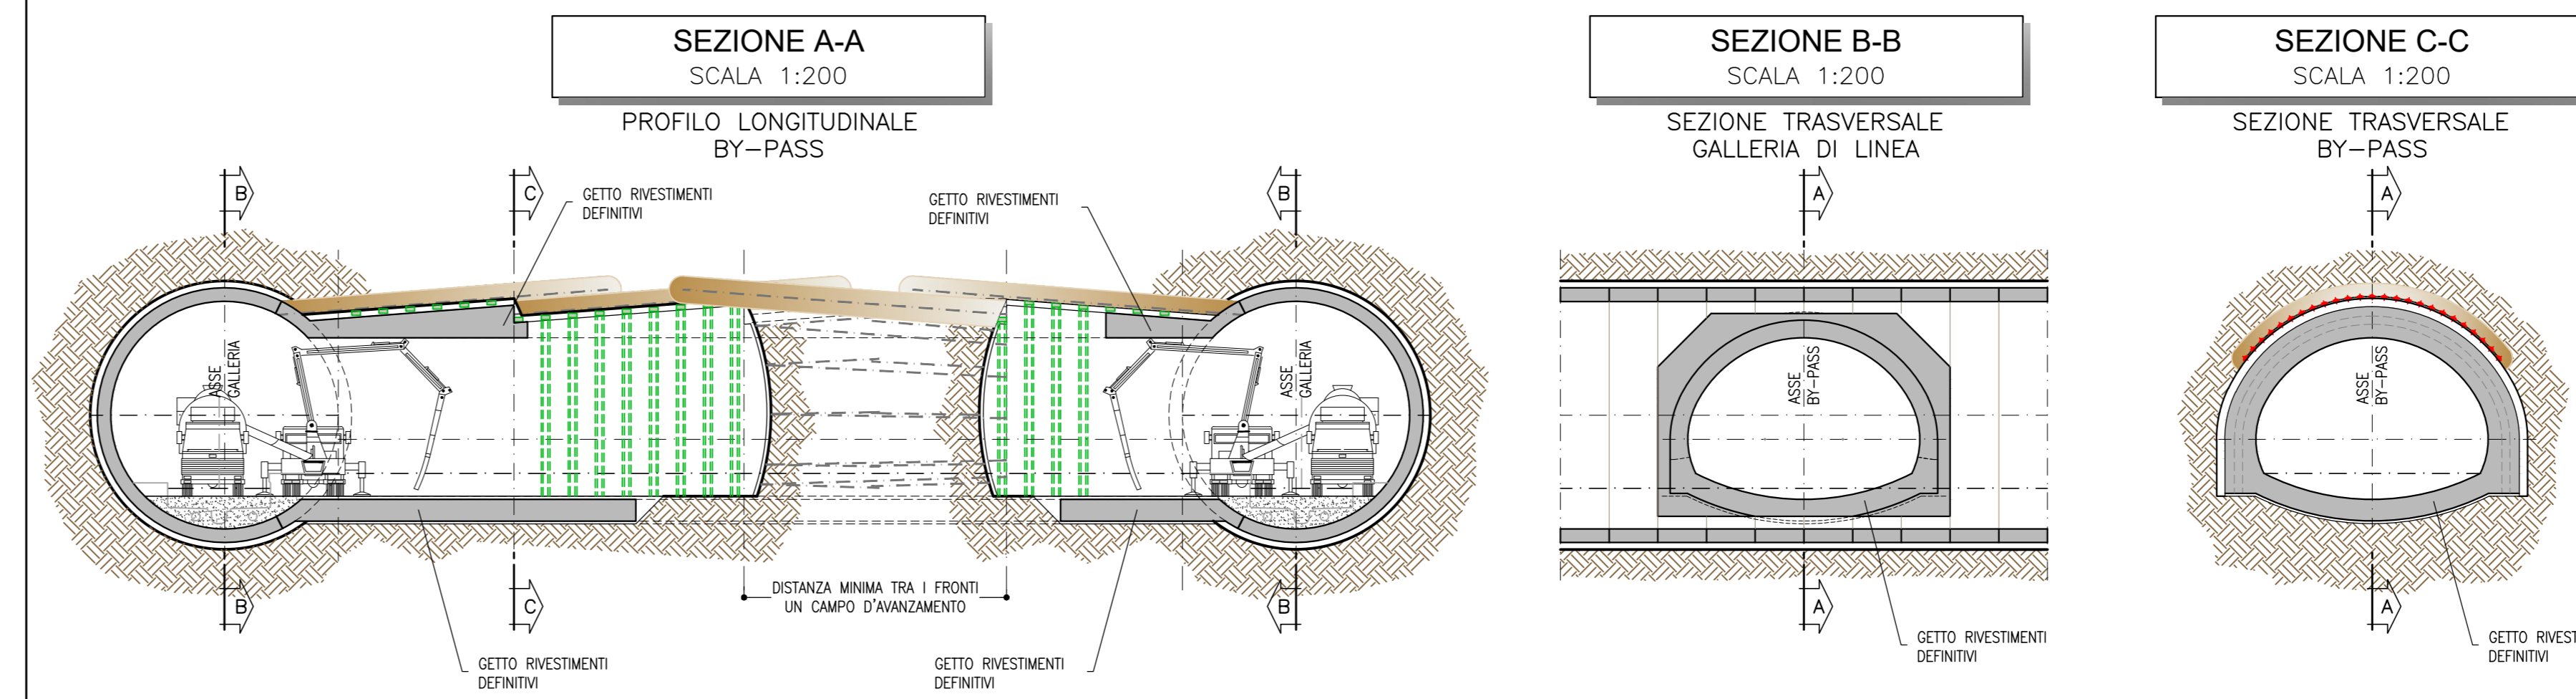 SEZIONE A-A
SCALA 1:200
PROFILO LONGITUDINALE
BY-PASS
B
C
GETTO RIVESTIMENTI
DEFINITIVI
GETTO RIVESTIMENTI
DEFINITIVI
B
ASSE
GALLERIA
ASSE
GALLERIA
DISTANZA MINIMA TRA I FRONTI
UN CAMPO D'AVANZAMENTO
B
C
B
GETTO RIVESTIMENTI
DEFINITIVI
GETTO RIVESTIMENTI
DEFINITIVI
SEZIONE B-B
SCALA 1:200
SEZIONE TRASVERSALE
GALLERIA DI LINEA
A
ASSE
BY-PASS
A
GETTO RIVESTIMENTI
DEFINITIVI
SEZIONE C-C
SCALA 1:200
SEZIONE TRASVERSALE
BY-PASS
A
ASSE
BY-PASS
A
GETTO RIVEST
DEFINITIVI